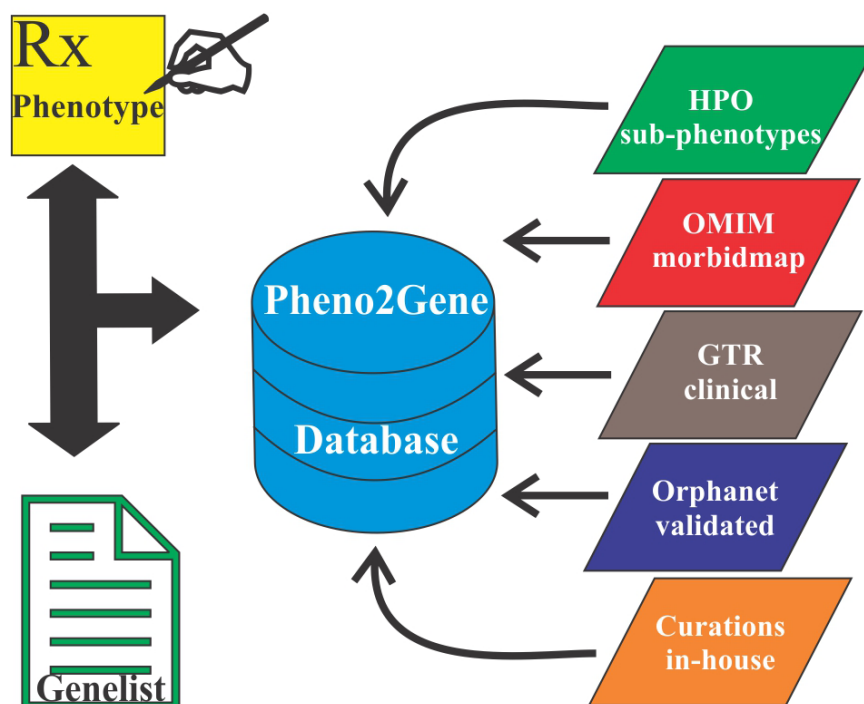 Rx
Phenotype
HPO
sub-phenotypes
OMIM
morbidmap
Pheno2Gene
Database
GTR
clinical
Orphanet
validated
Curations
in-house
Genelist